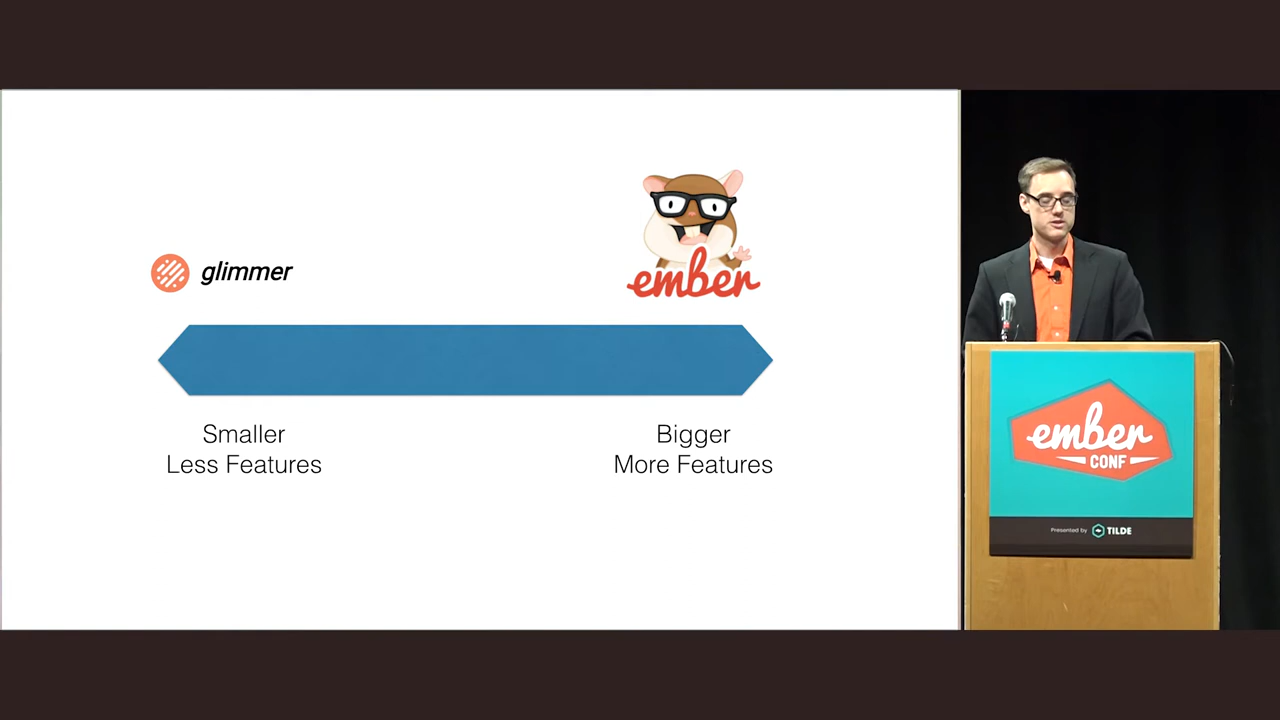 glimmer
ember
Smaller
Less Features
Bigger
More Features
ember
CONF
Presented by TILDE